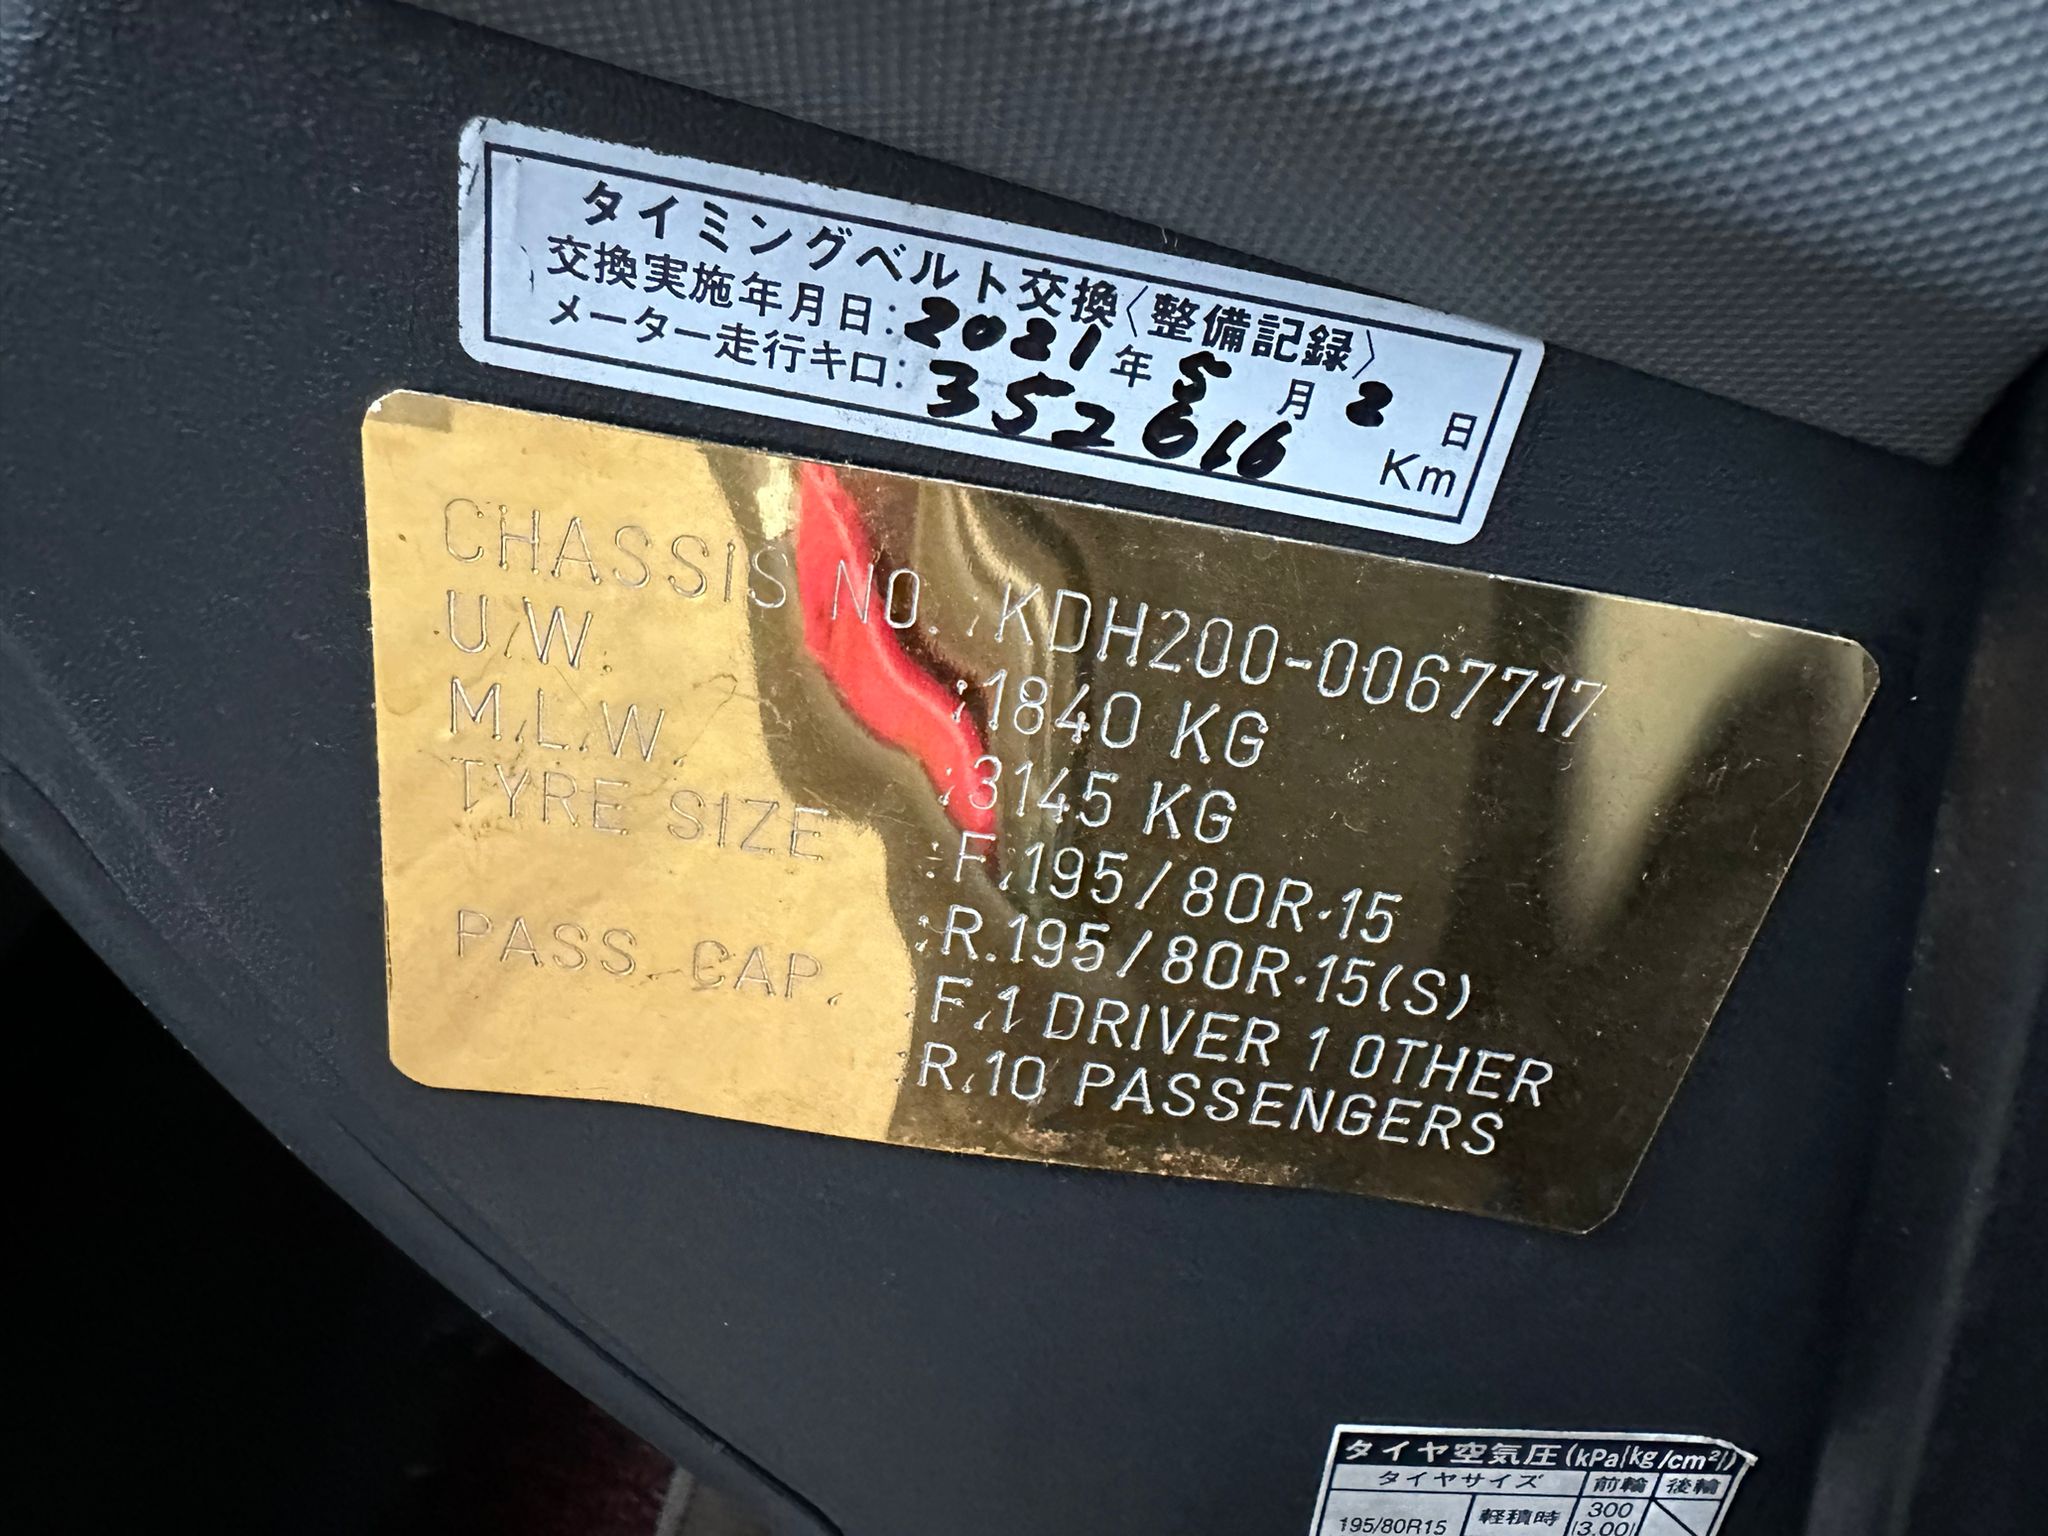 タイミングベルト交換〈整備記録〉
交換実施年月日:2021年5月2日
メーター走行キロ:352616Km
CHASSIS NO. :KDH200-0067717
U.W. :1840 KG
M.L.W. :3145 KG
TYRE SIZE :F.195/80R.15
:R.195/80R.15(S)
PASS. CAP. :F.1 DRIVER 1 OTHER
R.10 PASSENGERS
タイヤ空気圧(kPa{kg/cm²})
タイヤサイズ 前輪 後輪
195/80R15 軽積時 300
{3.00}